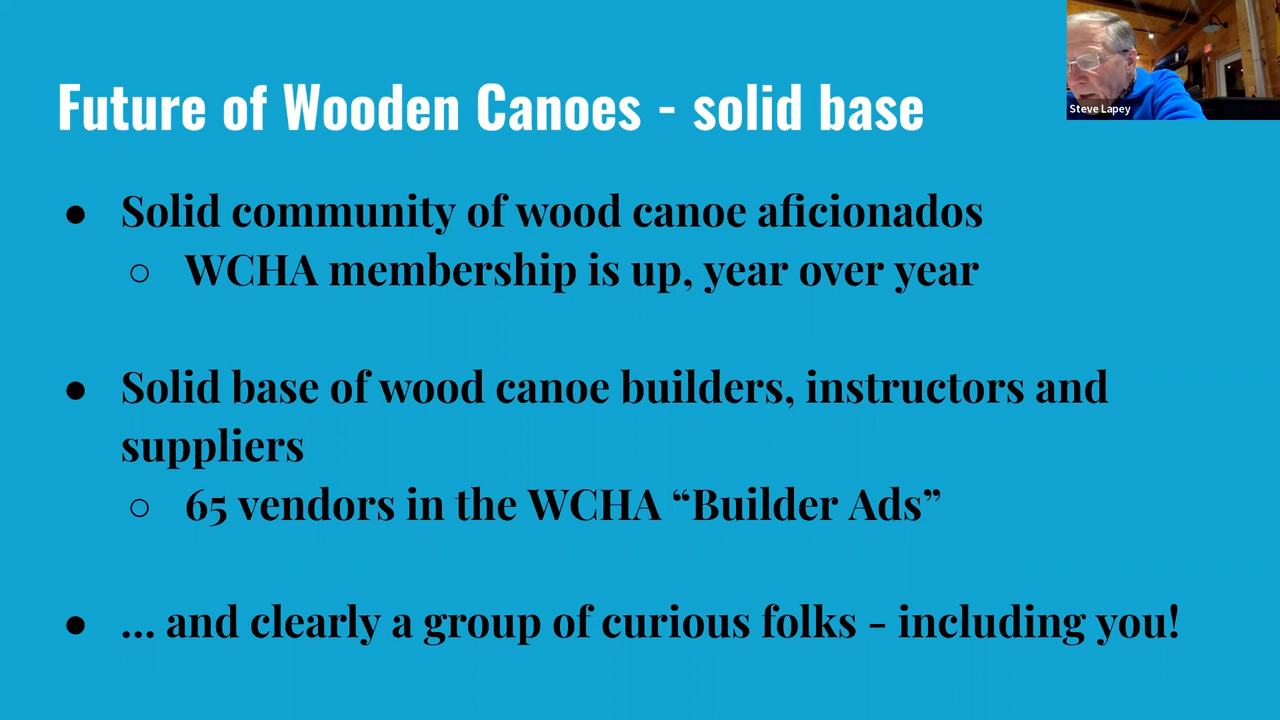 Future of Wooden Canoes - solid base
Steve Lapey
● Solid community of wood canoe aficionados
○ WCHA membership is up, year over year
● Solid base of wood canoe builders, instructors and
suppliers
○ 65 vendors in the WCHA “Builder Ads”
● ... and clearly a group of curious folks - including you!